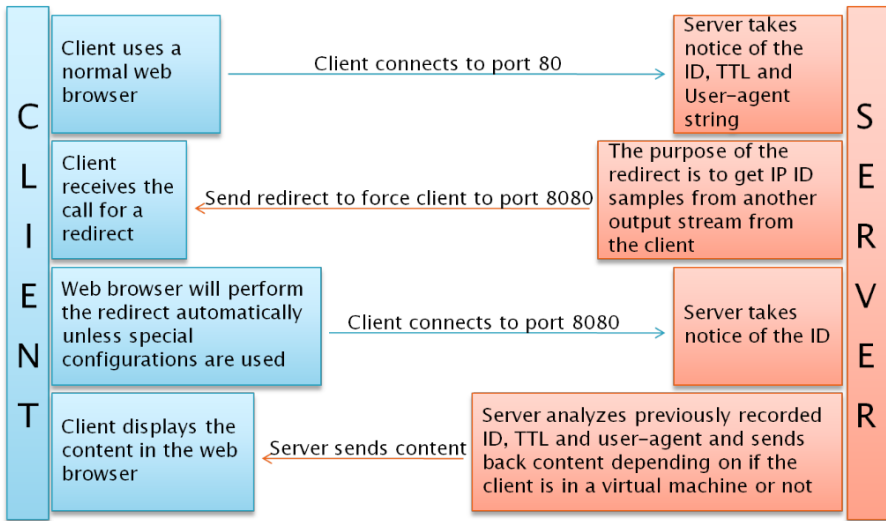 CLIENT
SERVER
Client uses a
normal web
browser
Client connects to port 80
Server takes
notice of the
ID, TTL and
User-agent
string
Client
receives the
call for a
redirect
Send redirect to force client to port 8080
The purpose of the
redirect is to get IP ID
samples from another
output stream from
the client
Web browser will perform
the redirect automatically
unless special
configurations are used
Client connects to port 8080
Server takes
notice of the ID
Client displays the
content in the web
browser
Server sends content
Server analyzes previously recorded
ID, TTL and user-agent and sends
back content depending on if the
client is in a virtual machine or not